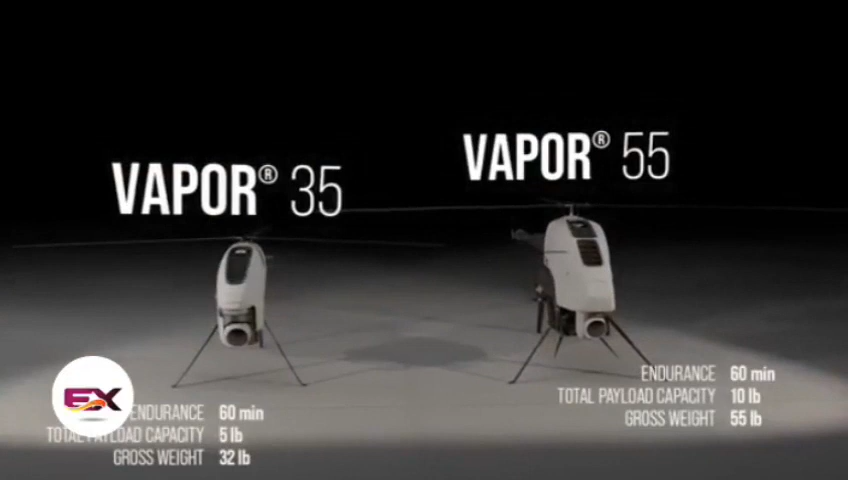 VAPOR® 35
VAPOR® 55
EX
ENDURANCE 60 min
TOTAL PAYLOAD CAPACITY 5 lb
GROSS WEIGHT 32 lb
ENDURANCE 60 min
TOTAL PAYLOAD CAPACITY 10 lb
GROSS WEIGHT 55 lb